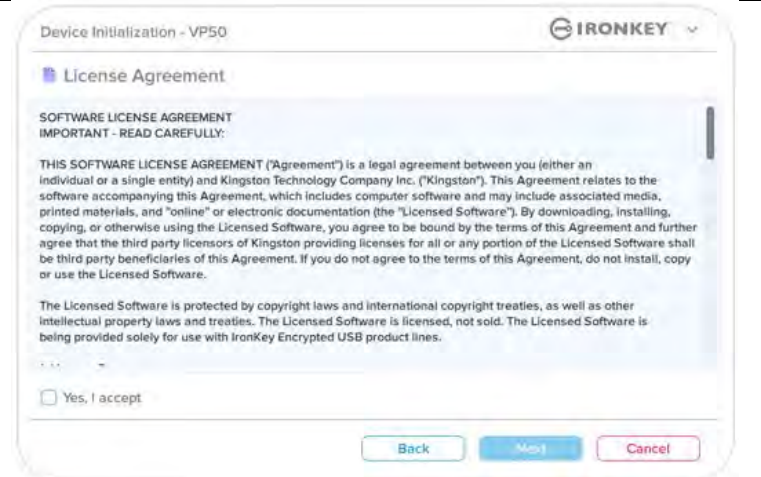 Device Initialization - VP50
IRONKEY
License Agreement
SOFTWARE LICENSE AGREEMENT
IMPORTANT - READ CAREFULLY:
THIS SOFTWARE LICENSE AGREEMENT ("Agreement") is a legal agreement between you (either an
individual or a single entity) and Kingston Technology Company Inc. ("Kingston"). This Agreement relates to the
software accompanying this Agreement, which includes computer software and may include associated media,
printed materials, and "online" or electronic documentation (the "Licensed Software"). By downloading, installing,
copying, or otherwise using the Licensed Software, you agree to be bound by the terms of this Agreement and further
agree that the third party licensors of Kingston providing licenses for all or any portion of the Licensed Software shall
be third party beneficiaries of this Agreement. If you do not agree to the terms of this Agreement, do not install, copy
or use the Licensed Software.
The Licensed Software is protected by copyright laws and international copyright treaties, as well as other
intellectual property laws and treaties. The Licensed Software is licensed, not sold. The Licensed Software is
being provided solely for use with IronKey Encrypted USB product lines.
Yes, I accept
Back
Next
Cancel